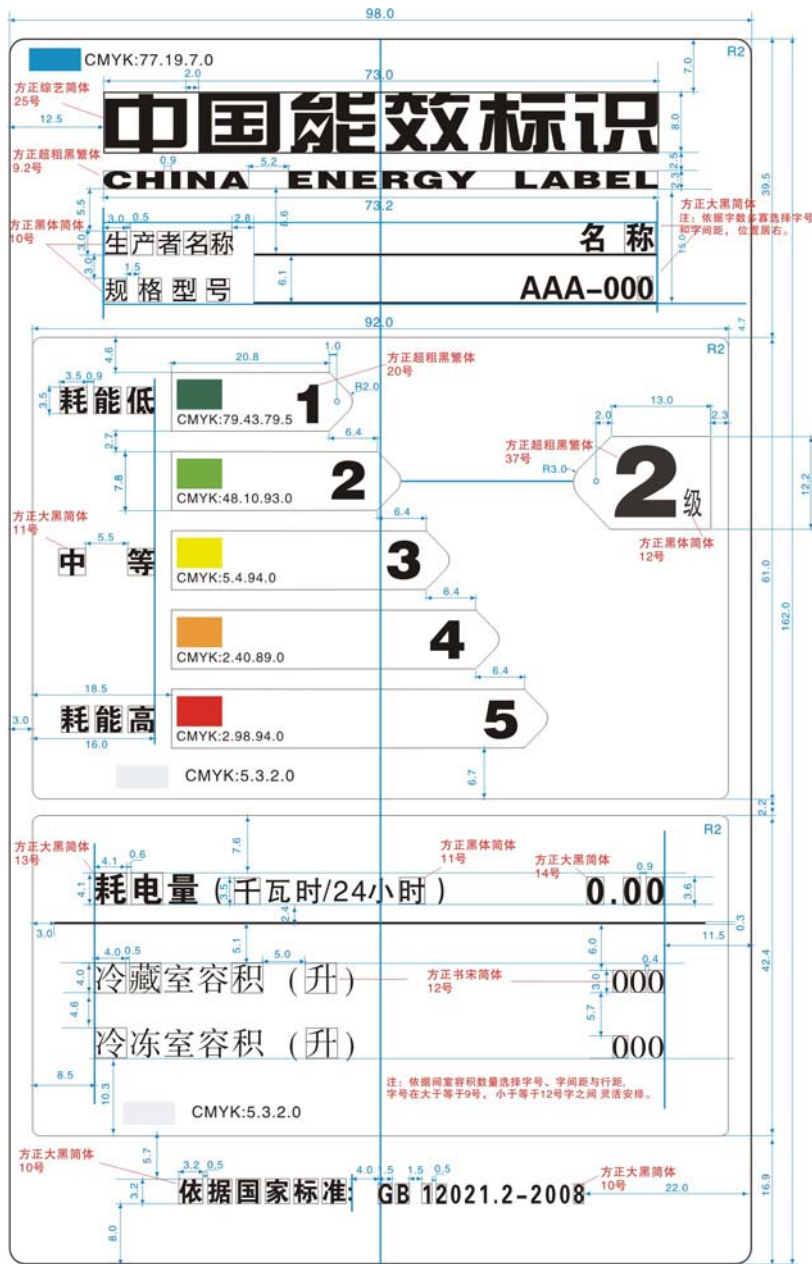 98.0
CMYK:77.19.7.0
R2
7.0
2.0
73.0
方正综艺简体
25号
12.5
中国能效标识
8.0
2.5
方正超粗黑繁体
9.2号
0.9
5.2
CHINA ENERGY LABEL
2.3
39.5
73.2
5.5
8.6
方正大黑简体
注：依据字数多寡选择字号
和字间距，位置居右。
方正黑体简体
10号
3.0
0.5
2.8
3.0
生产者名称
名称
15.0
3.0
1.5
6.1
规格型号
AAA-000
92.0
4.7
R2
4.6
20.8
1.0
方正超粗黑繁体
20号
3.5
0.9
3.5
耗能低
1
R2.0
CMYK:79.43.79.5
6.4
2.7
2.0
13.0
2.3
方正超粗黑繁体
37号
R3.0
7.8
2
CMYK:48.10.93.0
2
级
12.2
方正大黑简体
11号
5.5
6.4
方正黑体简体
12号
中等
3
CMYK:5.4.94.0
6.4
61.0
162.0
4
CMYK:2.40.89.0
6.4
18.5
3.0
耗能高
5
16.0
CMYK:2.98.94.0
6.7
CMYK:5.3.2.0
2.2
R2
方正大黑简体
13号
4.1
0.6
7.6
方正黑体简体
11号
方正大黑简体
14号
0.9
4.1
耗电量（千瓦时/24小时）
3.5
0.00
3.6
2.4
3.0
0.3
11.5
4.0
0.5
5.1
5.0
6.0
0.4
42.4
4.0
冷藏室容积（升）
方正书宋简体
12号
3.0
000
4.6
5.7
冷冻室容积（升）
000
8.5
10.3
注：依据间室容积数量选择字号、字间距与行距，
字号在大于等于9号，小于等于12号字之间 灵活安排。
CMYK:5.3.2.0
方正大黑简体
10号
5.7
3.2
0.5
4.0
1.5
1.5
0.5
方正大黑简体
10号
3.2
依据国家标准: GB 12021.2-2008
22.0
16.9
8.0